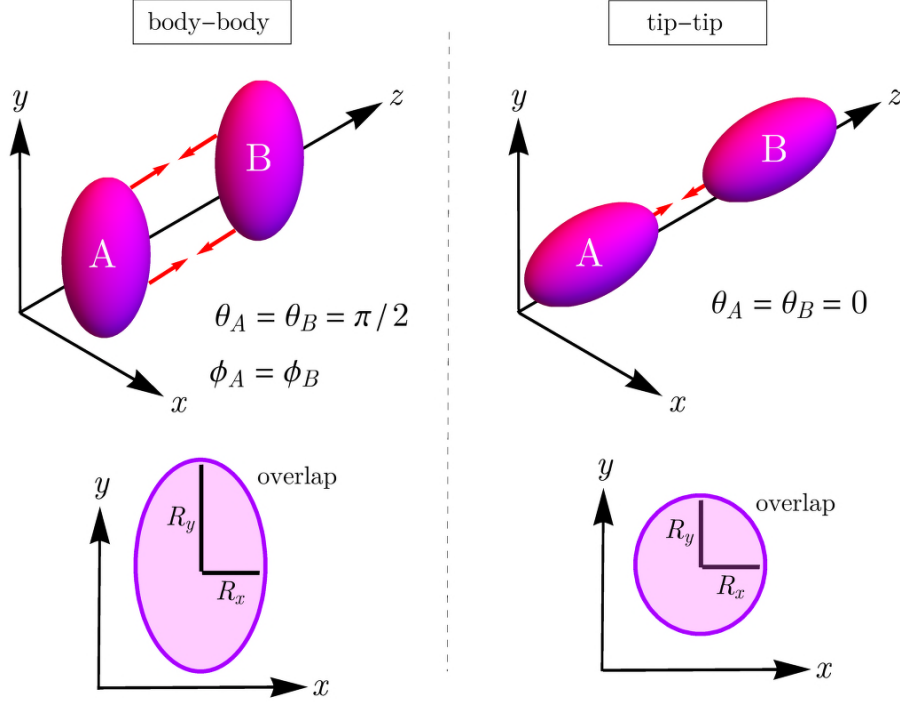 body–body
y
z
B
A
θ_A = θ_B = π/2
ϕ_A = ϕ_B
x
y
overlap
R_y
R_x
x
tip–tip
y
z
B
A
θ_A = θ_B = 0
x
y
overlap
R_y
R_x
x